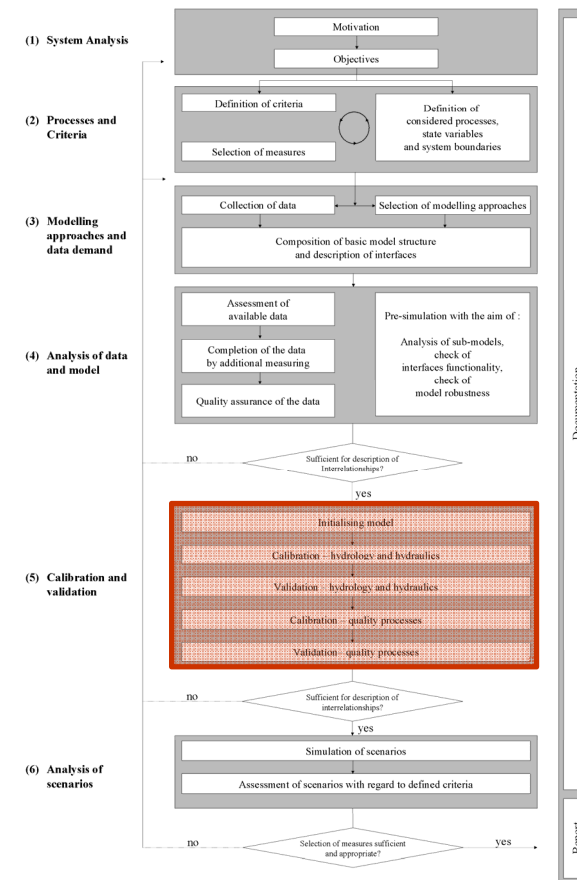 (1) System Analysis
Motivation
Objectives
(2) Processes and
Criteria
Definition of criteria
Selection of measures
Definition of
considered processes,
state variables
and system boundaries
(3) Modelling
approaches and
data demand
Collection of data
Selection of modelling approaches
Composition of basic model structure
and description of interfaces
(4) Analysis of data
and model
Assessment of
available data
Completion of the data
by additional measuring
Quality assurance of the data
Pre-simulation with the aim of :
Analysis of sub-models,
check of
interfaces functionality,
check of
model robustness
no
Sufficient for description of
Interrelationships?
yes
(5) Calibration and
validation
Initialising model
Calibration – hydrology and hydraulics
Validation – hydrology and hydraulics
Calibration – quality processes
Validation– quality processes
no
Sufficient for description of
interrelationships?
yes
(6) Analysis of
scenarios
Simulation of scenarios
Assessment of scenarios with regard to defined criteria
no
Selection of measures sufficient
and appropriate?
yes
Documentation
Report